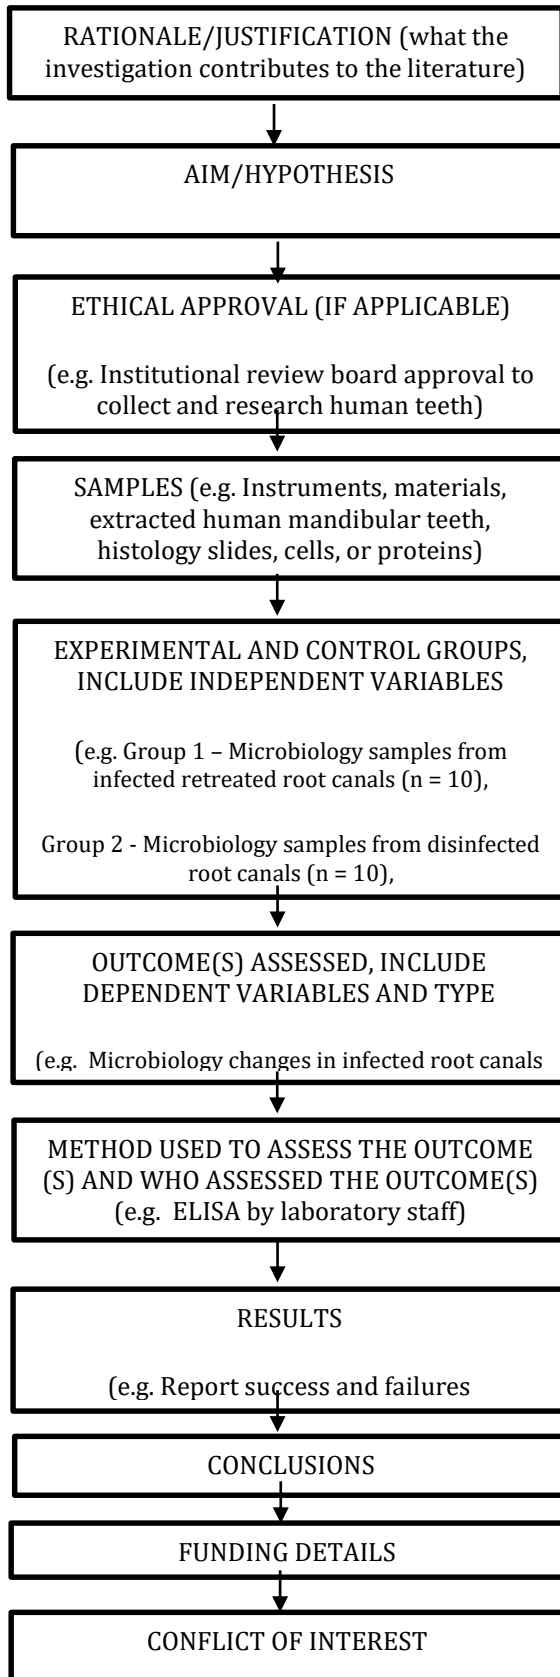 RATIONALE/JUSTIFICATION (what the
investigation contributes to the literature)
AIM/HYPOTHESIS
ETHICAL APPROVAL (IF APPLICABLE)
(e.g. Institutional review board approval to
collect and research human teeth)
SAMPLES (e.g. Instruments, materials,
extracted human mandibular teeth,
histology slides, cells, or proteins)
EXPERIMENTAL AND CONTROL GROUPS,
INCLUDE INDEPENDENT VARIABLES
(e.g. Group 1 – Microbiology samples from
infected retreated root canals (n = 10),
Group 2 - Microbiology samples from disinfected
root canals (n = 10),
OUTCOME(S) ASSESSED, INCLUDE
DEPENDENT VARIABLES AND TYPE
(e.g. Microbiology changes in infected root canals
METHOD USED TO ASSESS THE OUTCOME
(S) AND WHO ASSESSED THE OUTCOME(S)
(e.g. ELISA by laboratory staff)
RESULTS
(e.g. Report success and failures
CONCLUSIONS
FUNDING DETAILS
CONFLICT OF INTEREST